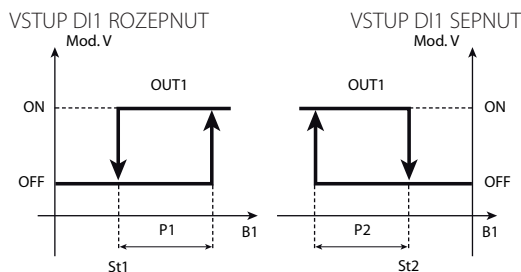 VSTUP DI1 ROZEPNUT
Mod. V
OUT1
ON
OFF
P1
B1
St1
VSTUP DI1 SEPNUT
Mod. V
OUT1
ON
OFF
P2
B1
St2